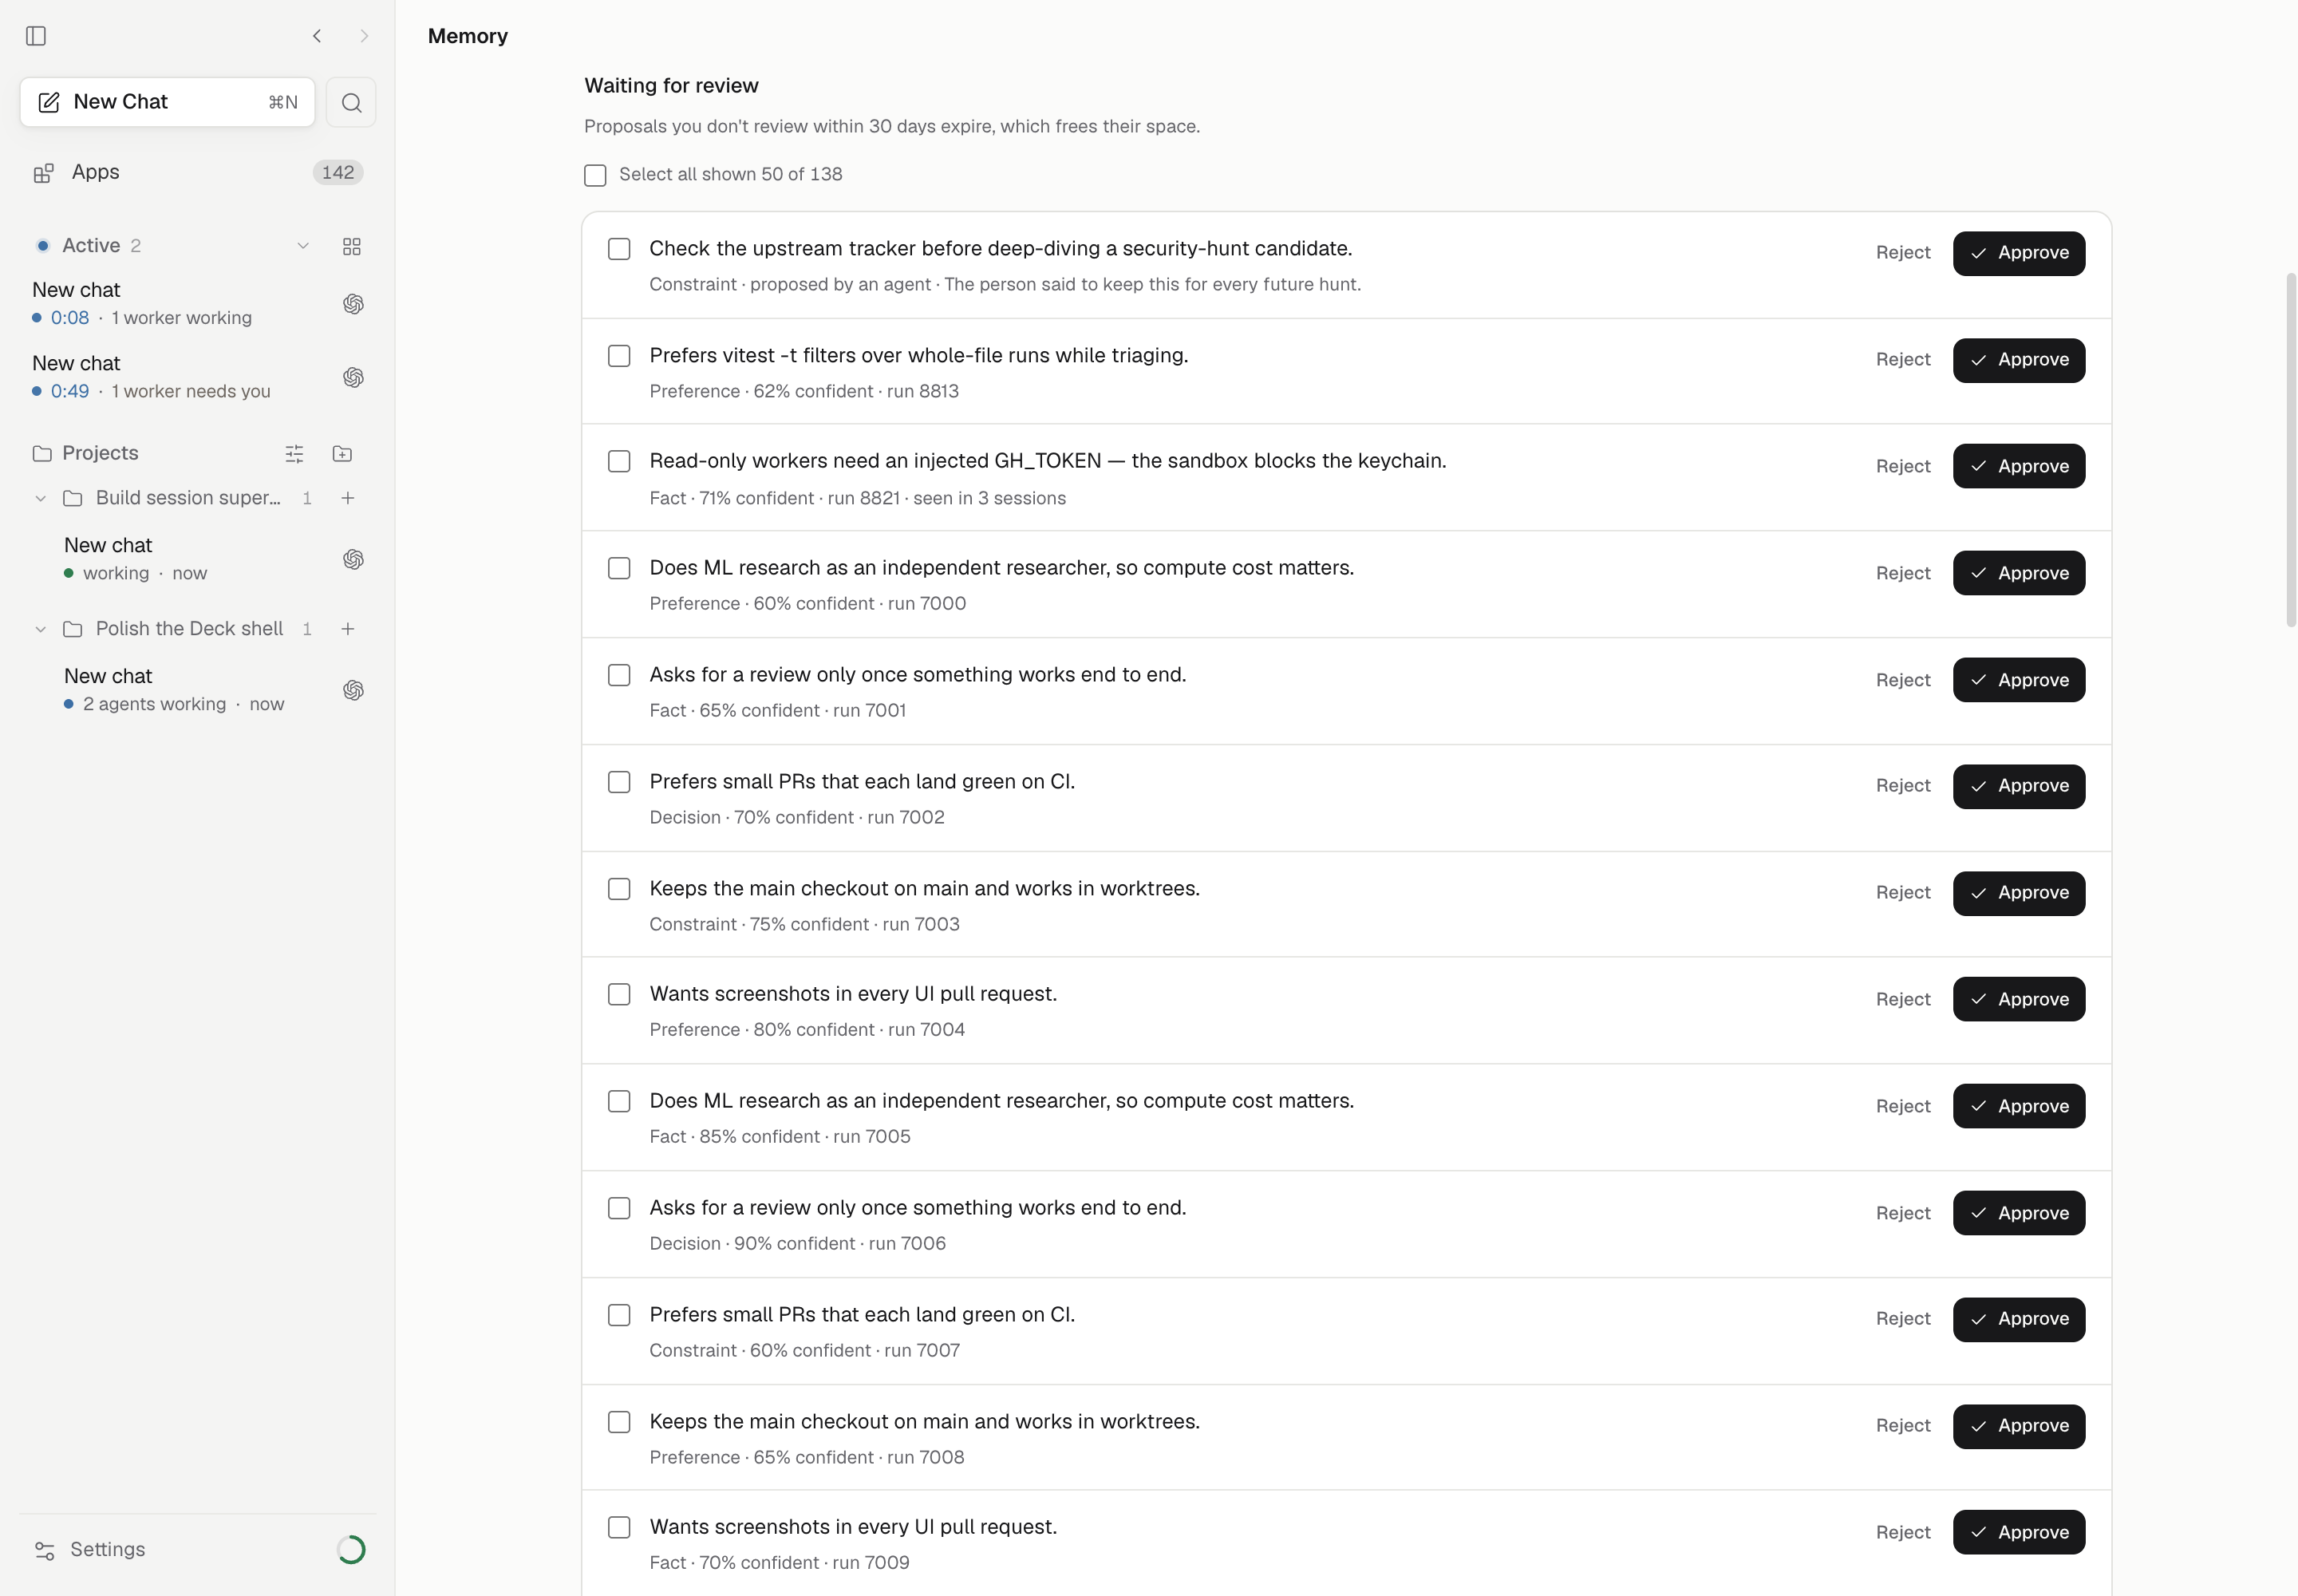 Memory
New Chat ⌘N
Apps 142
Active 2
New chat
0:08 · 1 worker working
New chat
0:49 · 1 worker needs you
Projects
Build session super... 1
New chat
working · now
Polish the Deck shell 1
New chat
2 agents working · now
Settings
Waiting for review
Proposals you don't review within 30 days expire, which frees their space.
Select all shown 50 of 138
Check the upstream tracker before deep-diving a security-hunt candidate.
Constraint · proposed by an agent · The person said to keep this for every future hunt.
Reject Approve
Prefers vitest -t filters over whole-file runs while triaging.
Preference · 62% confident · run 8813
Reject Approve
Read-only workers need an injected GH_TOKEN — the sandbox blocks the keychain.
Fact · 71% confident · run 8821 · seen in 3 sessions
Reject Approve
Does ML research as an independent researcher, so compute cost matters.
Preference · 60% confident · run 7000
Reject Approve
Asks for a review only once something works end to end.
Fact · 65% confident · run 7001
Reject Approve
Prefers small PRs that each land green on CI.
Decision · 70% confident · run 7002
Reject Approve
Keeps the main checkout on main and works in worktrees.
Constraint · 75% confident · run 7003
Reject Approve
Wants screenshots in every UI pull request.
Preference · 80% confident · run 7004
Reject Approve
Does ML research as an independent researcher, so compute cost matters.
Fact · 85% confident · run 7005
Reject Approve
Asks for a review only once something works end to end.
Decision · 90% confident · run 7006
Reject Approve
Prefers small PRs that each land green on CI.
Constraint · 60% confident · run 7007
Reject Approve
Keeps the main checkout on main and works in worktrees.
Preference · 65% confident · run 7008
Reject Approve
Wants screenshots in every UI pull request.
Fact · 70% confident · run 7009
Reject Approve